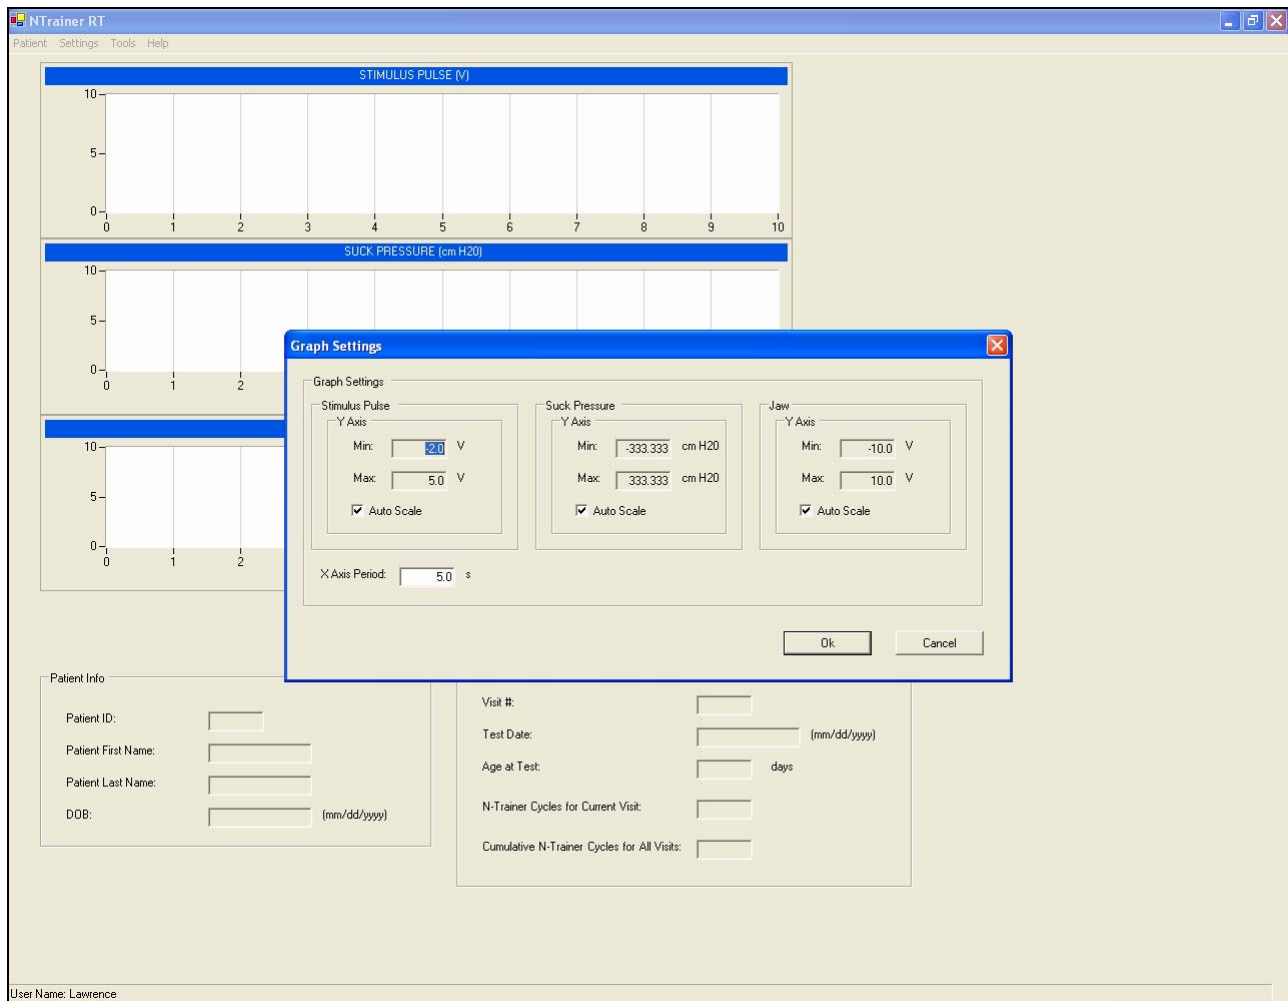 NTrainer RT
Patient Settings Tools Help
STIMULUS PULSE (V)
10
5
0
0 1 2 3 4 5 6 7 8 9 10
SUCK PRESSURE (cm H20)
10
5
0
0 1 2
10
5
0
0 1 2
Graph Settings
Graph Settings
Stimulus Pulse
Y Axis
Min: -2.0 V
Max: 5.0 V
Auto Scale
Suck Pressure
Y Axis
Min: -333.333 cm H20
Max: 333.333 cm H20
Auto Scale
Jaw
Y Axis
Min: -10.0 V
Max: 10.0 V
Auto Scale
X Axis Period: 5.0 s
Ok Cancel
Patient Info
Patient ID:
Patient First Name:
Patient Last Name:
DOB: (mm/dd/yyyy)
Visit #:
Test Date: (mm/dd/yyyy)
Age at Test: days
N-Trainer Cycles for Current Visit:
Cumulative N-Trainer Cycles for All Visits:
User Name: Lawrence